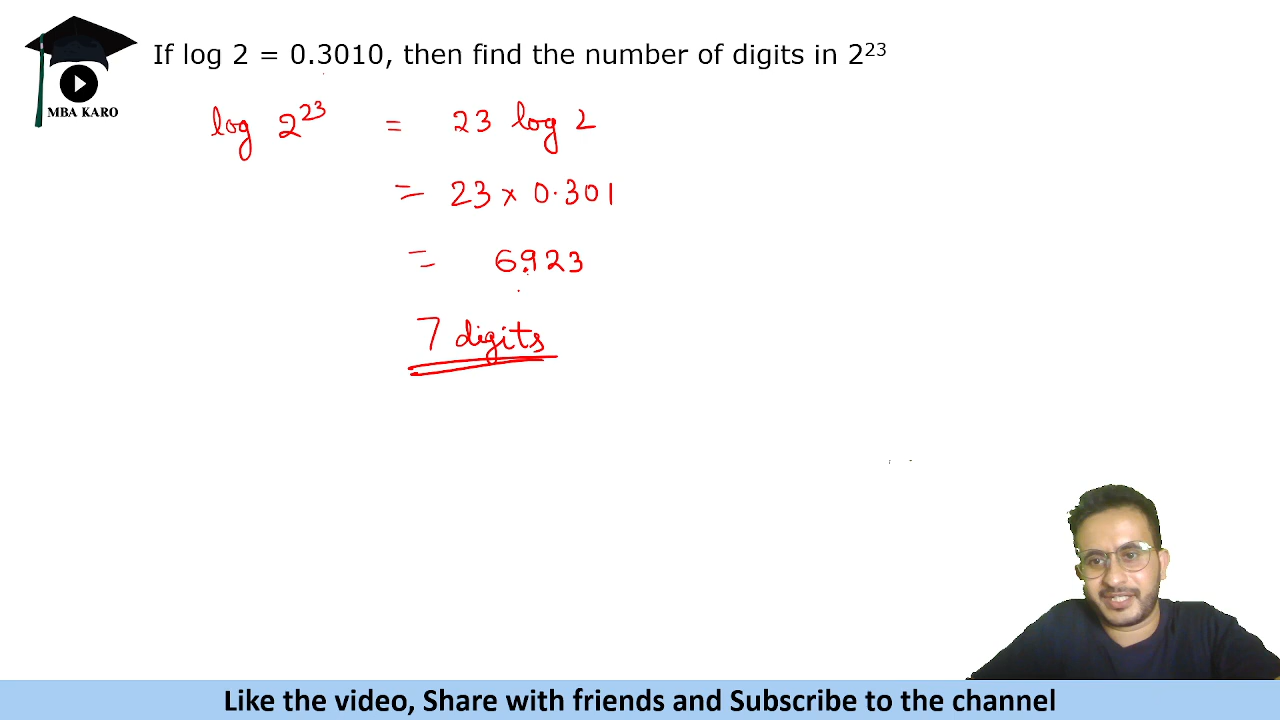 If log 2 = 0.3010, then find the number of digits in 2²³
MBA KARO
log 2²³ = 23 log 2
= 23 × 0.301
= 6.923
7 digits
Like the video, Share with friends and Subscribe to the channel